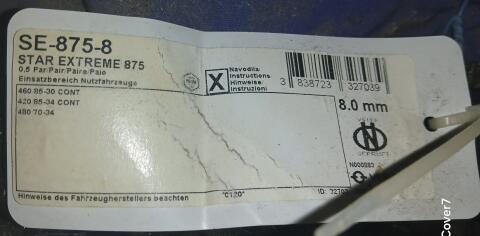 SE-875-8
STAR EXTREME 875
0,5 Par/Pair/Paire/Paio
Einsatzbereich Nutzfahrzeuge
460 85-30 CONT
420 85-34 CONT
480 70-34
X
Navodila
Instructions
Hinweise
Instruzioni
3 838723 327039
8.0 mm
GEPRUFT
Hinweise des Fahrzeugherstellers beachten
*C120*
ID:
Cover7